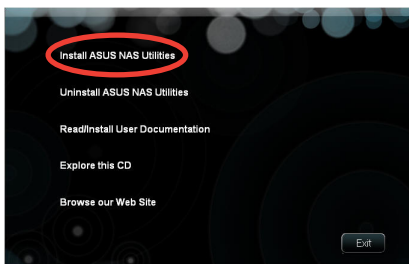 Install ASUS NAS Utilities
Uninstall ASUS NAS Utilities
Read/Install User Documentation
Explore this CD
Browse our Web Site
Exit